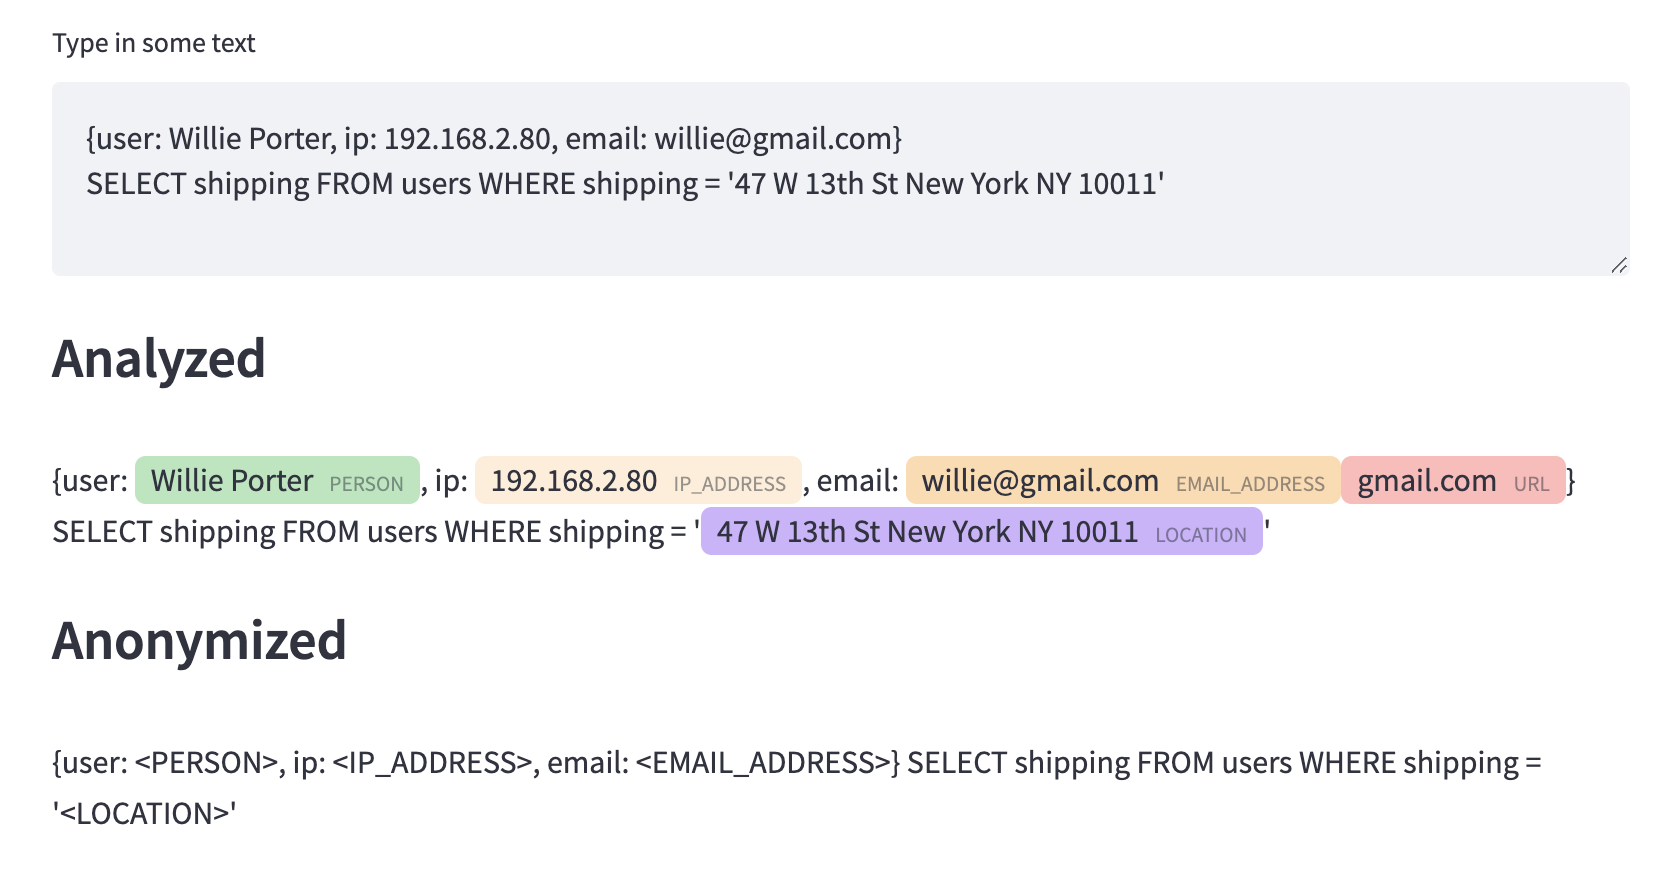 Type in some text
{user: Willie Porter, ip: 192.168.2.80, email: willie@gmail.com}
SELECT shipping FROM users WHERE shipping = '47 W 13th St New York NY 10011'
Analyzed
{user: Willie Porter PERSON, ip: 192.168.2.80 IP_ADDRESS, email: willie@gmail.com EMAIL_ADDRESS gmail.com URL}
SELECT shipping FROM users WHERE shipping = '47 W 13th St New York NY 10011 LOCATION'
Anonymized
{user: <PERSON>, ip: <IP_ADDRESS>, email: <EMAIL_ADDRESS>} SELECT shipping FROM users WHERE shipping =
'<LOCATION>'